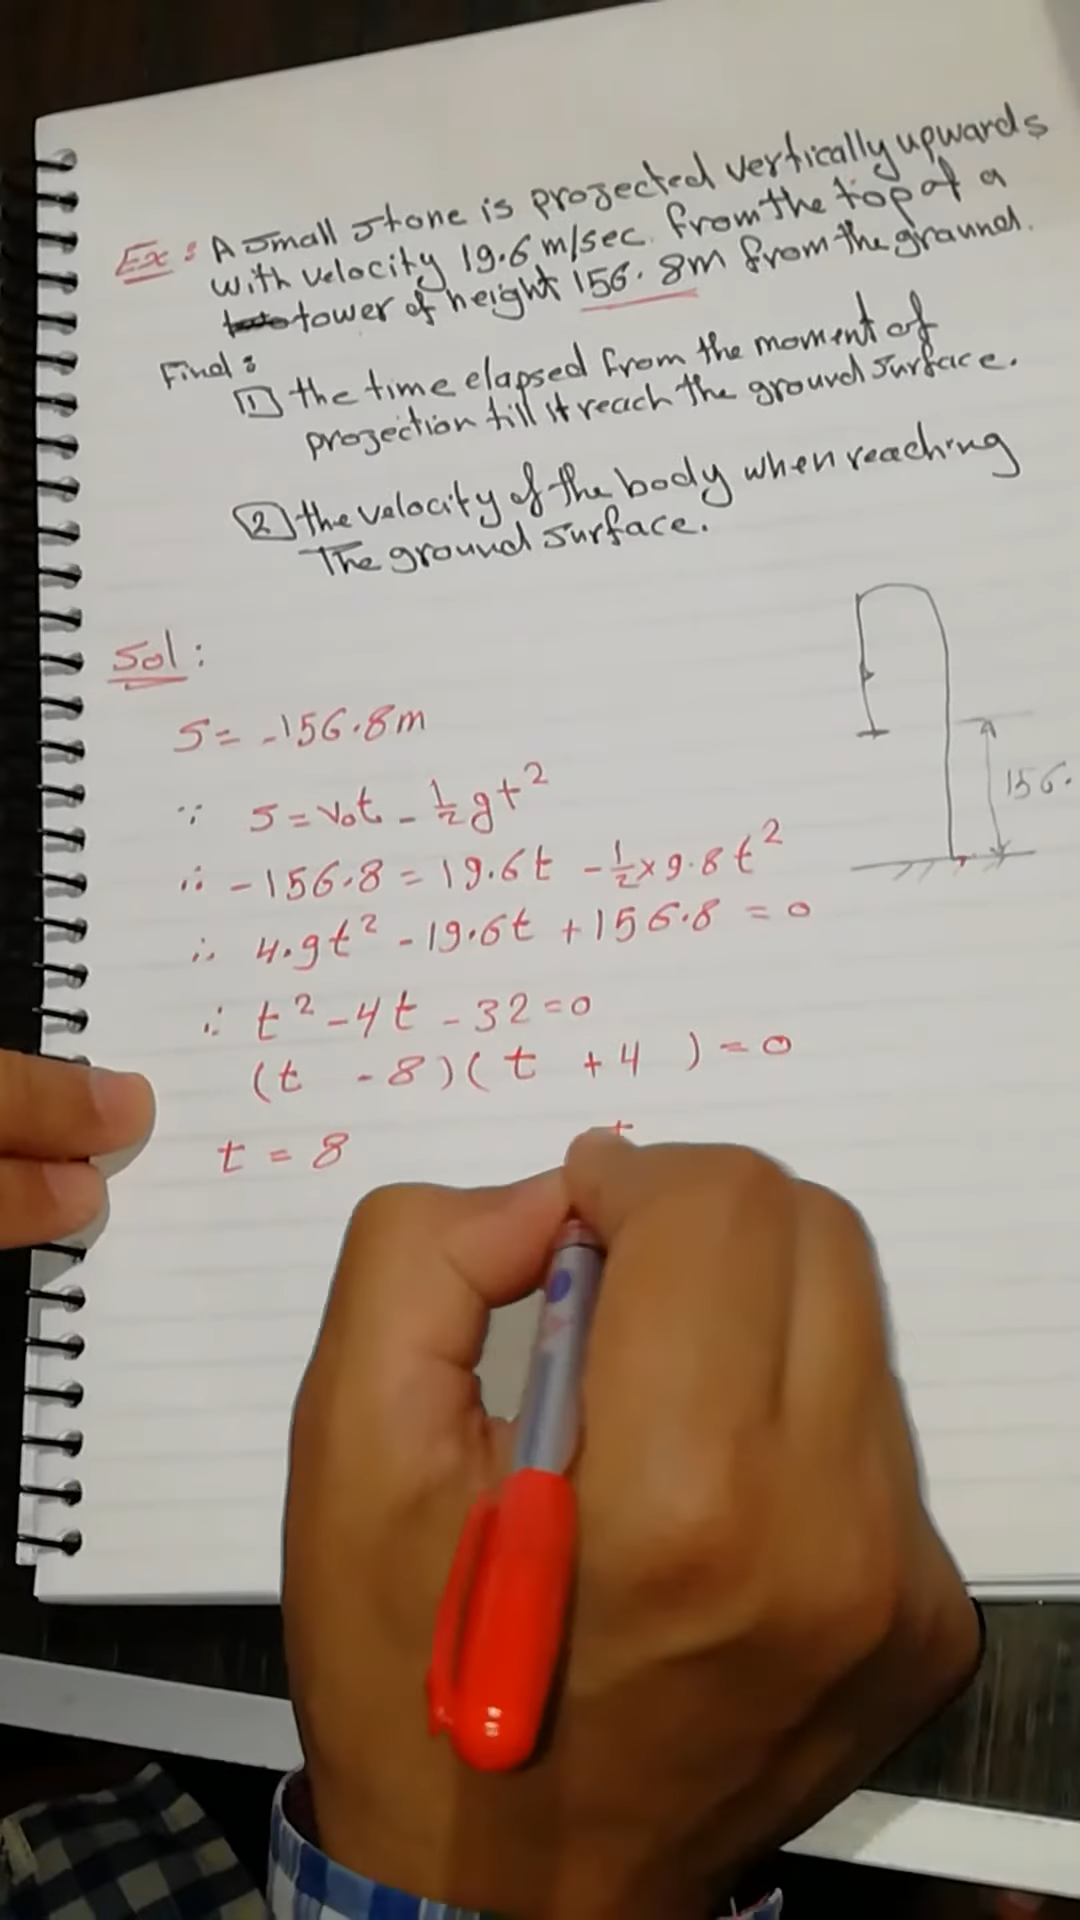 Ex: A small stone is projected vertically upwards
with velocity 19.6 m/sec. from the top of a
tower of height 156.8m from the ground.
Find:
1 the time elapsed from the moment of
projection till it reach the ground surface.
2 the velocity of the body when reaching
The ground surface.
Sol:
S = -156.8m
∵ S = V₀t - ½gt²
∴ -156.8 = 19.6t - ½×9.8t²
∴ 4.9t² - 19.6t + 156.8 = 0
∴ t² - 4t - 32 = 0
(t - 8)(t + 4) = 0
t = 8 t
156.